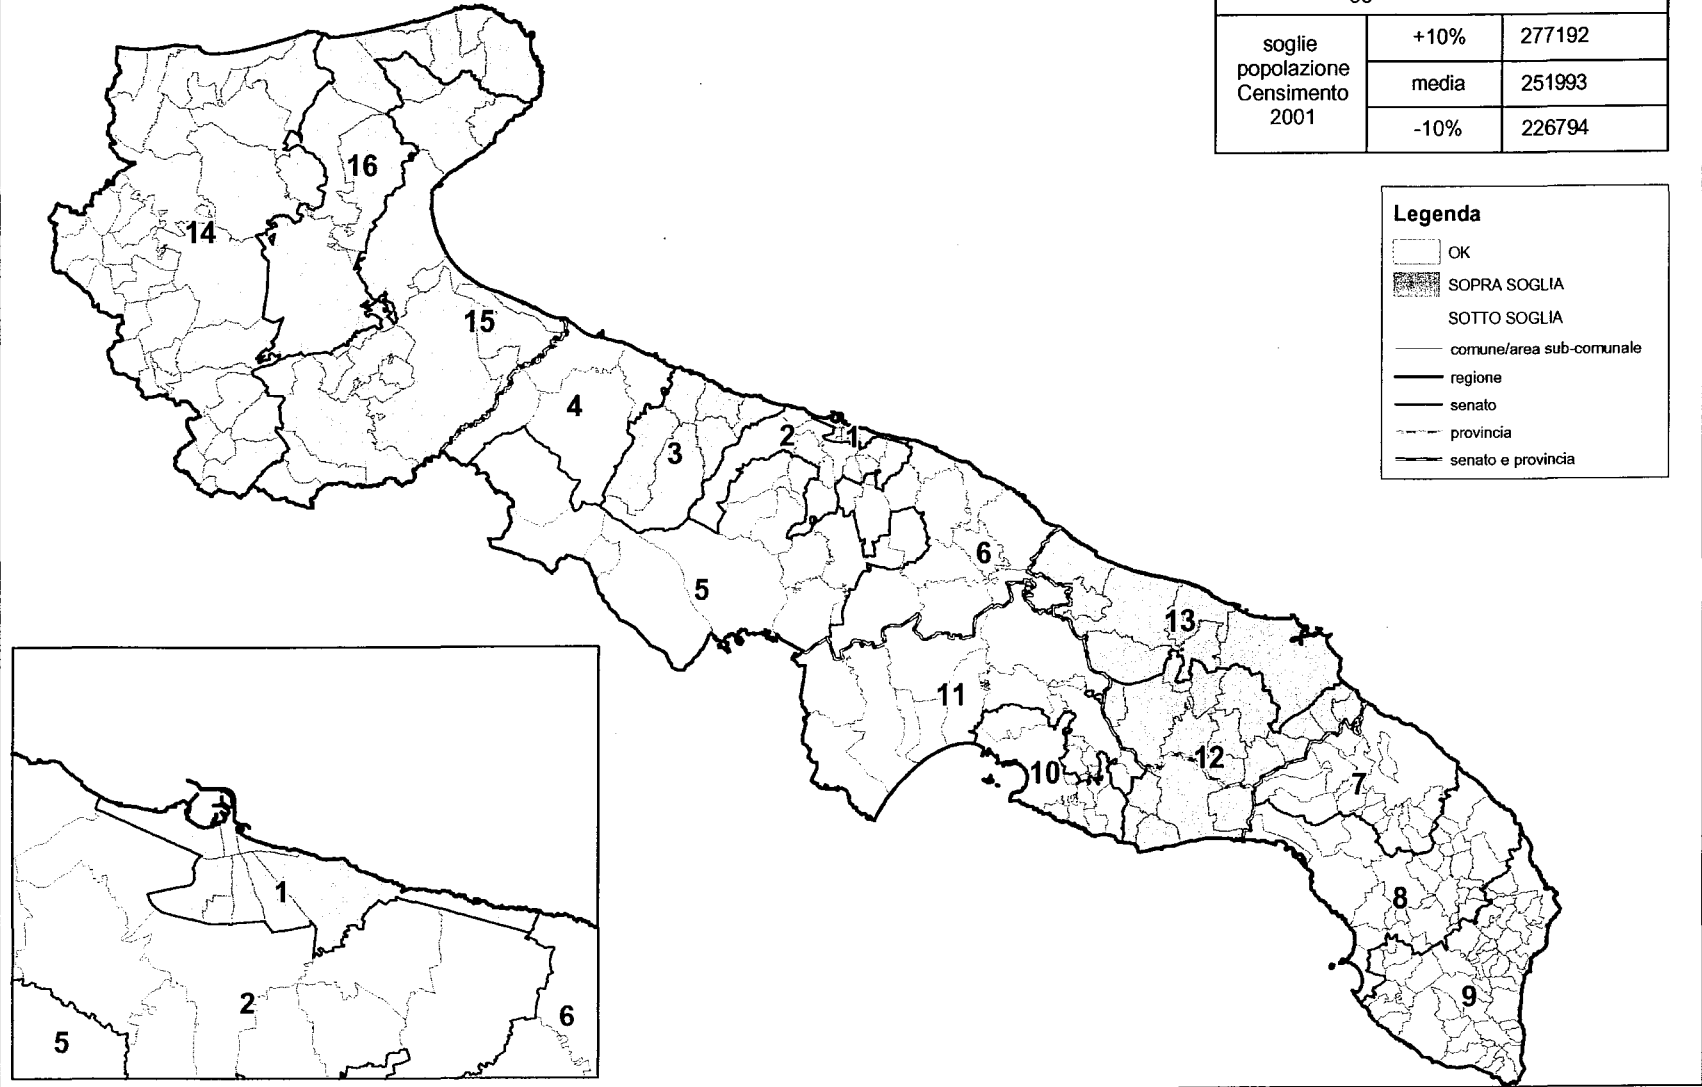 soglie
popolazione
Censimento
2001
+10% 277192
media 251993
-10% 226794
Legenda
OK
SOPRA SOGLIA
SOTTO SOGLIA
comune/area sub-comunale
regione
senato
provincia
senato e provincia
16
14
15
4
3
2
1
6
5
13
11
12
10
7
8
9
1
2
6
5